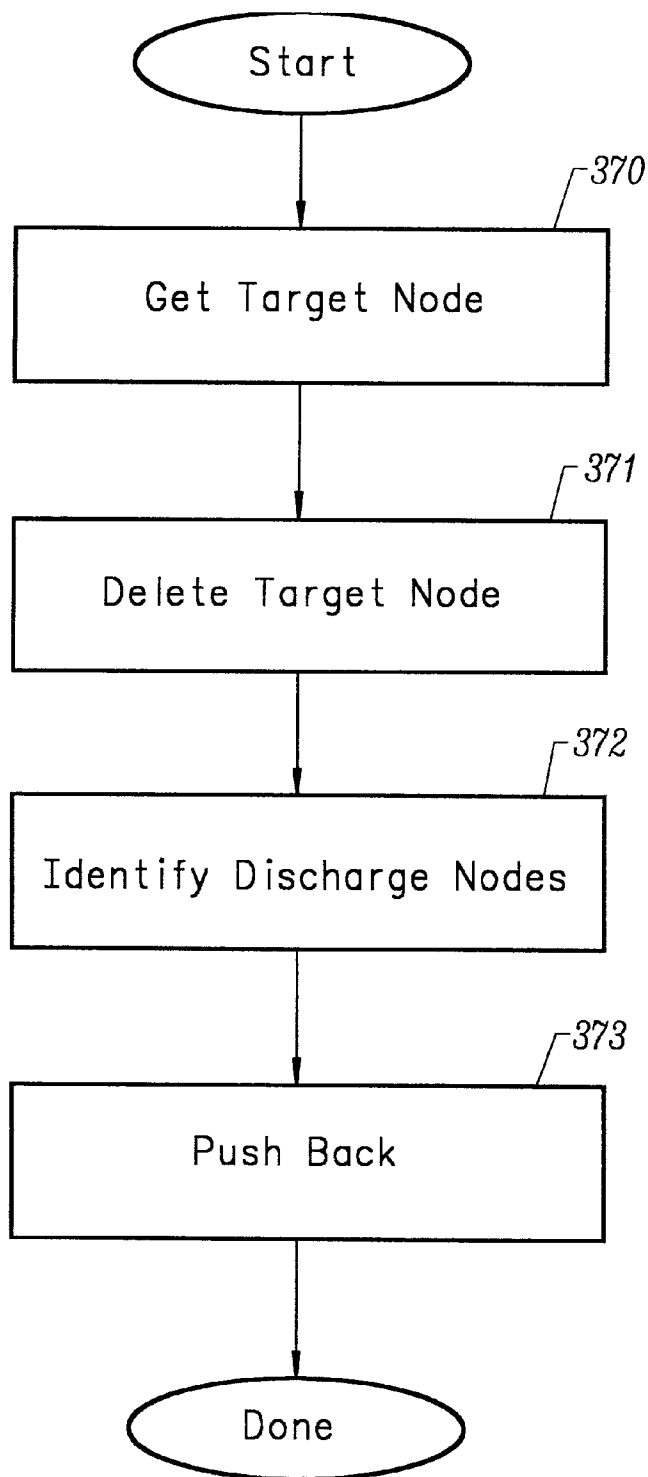 Start
370
Get Target Node
371
Delete Target Node
372
Identify Discharge Nodes
373
Push Back
Done